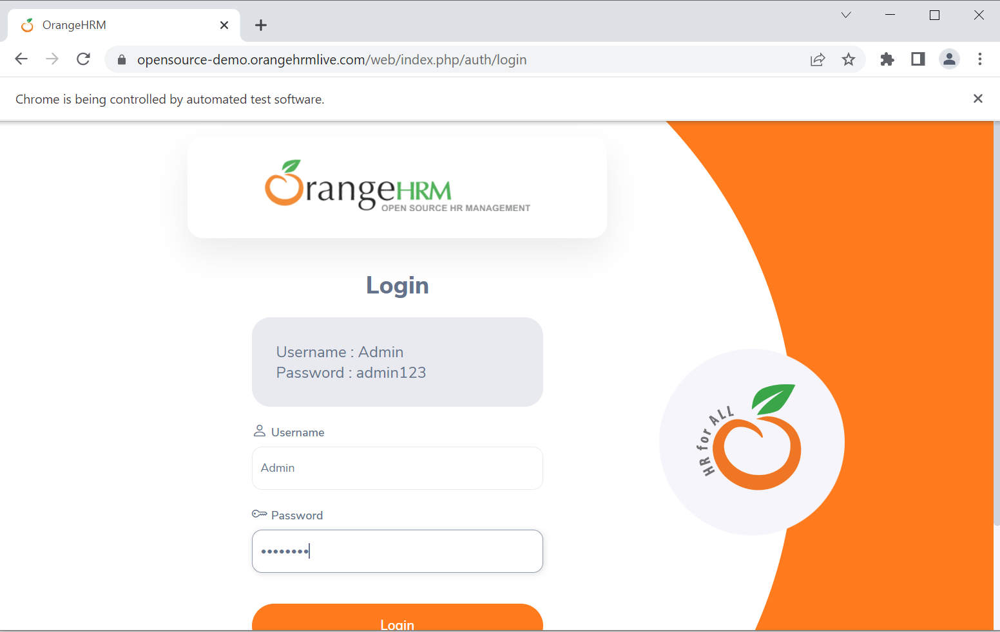 OrangeHRM
opensource-demo.orangehrmlive.com/web/index.php/auth/login
Chrome is being controlled by automated test software.
OrangeHRM
OPEN SOURCE HR MANAGEMENT
Login
Username : Admin
Password : admin123
Username
Admin
Password
••••••••
Login
HR for ALL